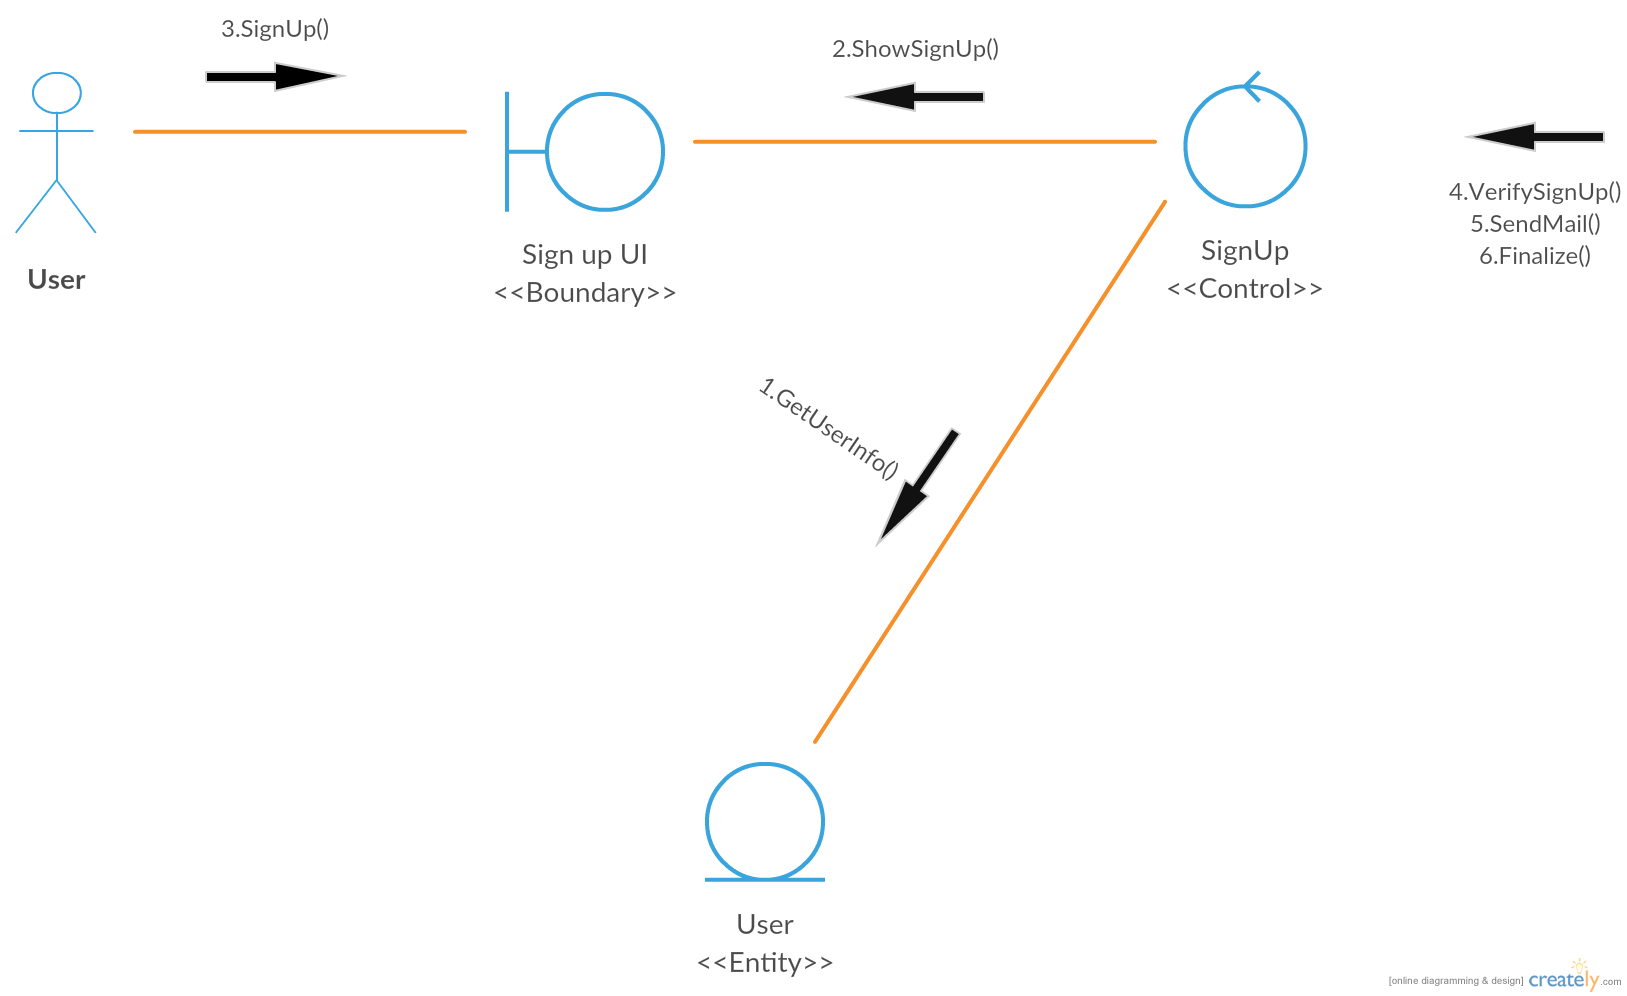 3.SignUp()
2.ShowSignUp()
4.VerifySignUp()
5.SendMail()
6.Finalize()
User
Sign up UI
<<Boundary>>
SignUp
<<Control>>
1.GetUserInfo()
User
<<Entity>>
[online diagramming & design] creately.com